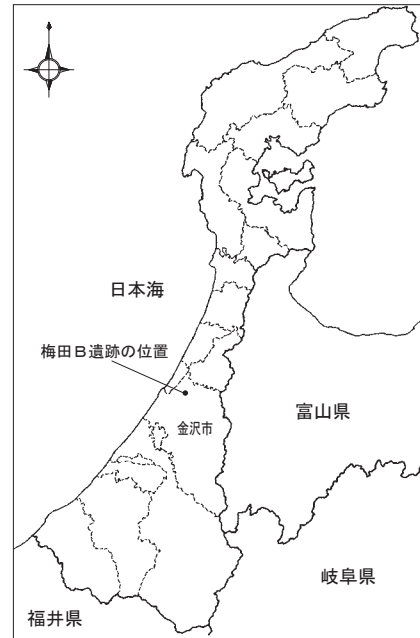 日本海
梅田B遺跡の位置
富山県
金沢市
岐阜県
福井県